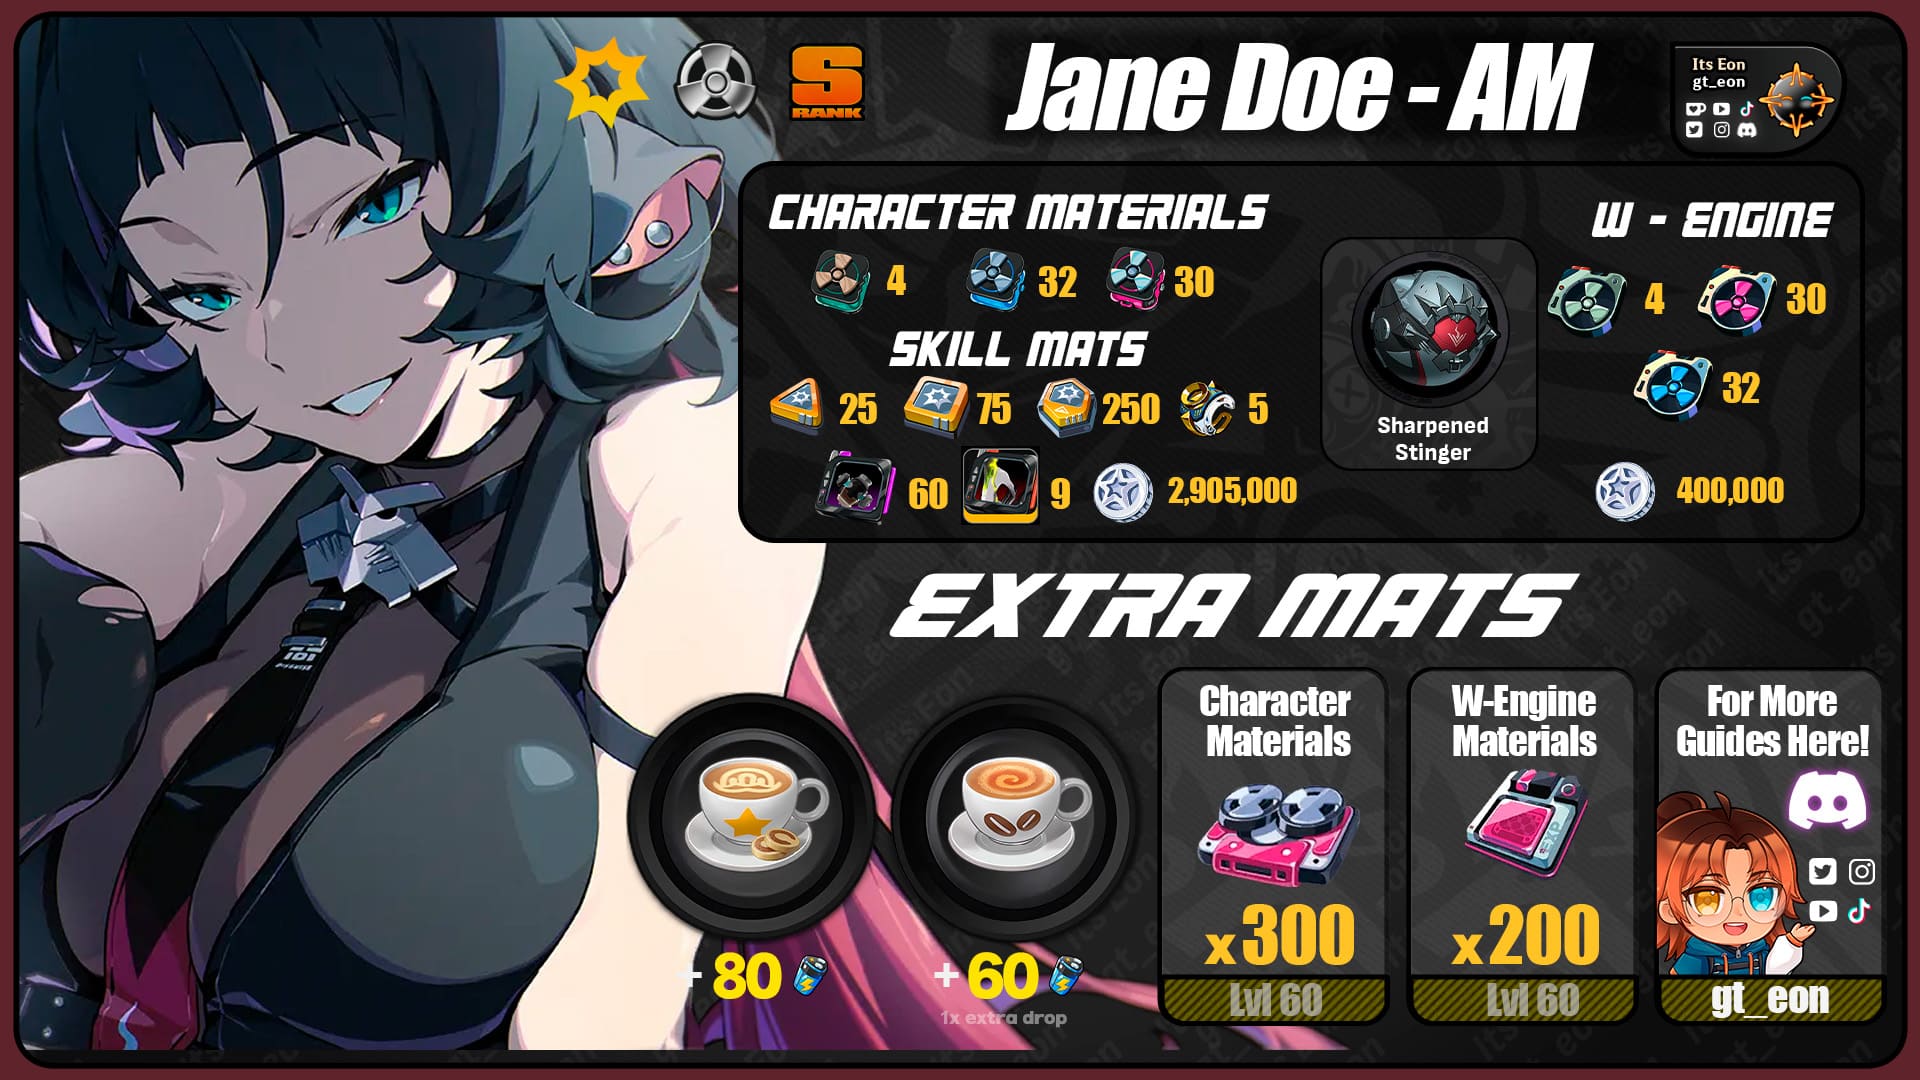 S
RANK
Jane Doe - AM
Its Eon
gt_eon
CHARACTER MATERIALS
4
32
30
SKILL MATS
25
75
250
5
60
9
2,905,000
Sharpened
Stinger
W - ENGINE
4
30
32
400,000
EXTRA MATS
+ 80
+ 60
1x extra drop
Character
Materials
x300
Lvl 60
W-Engine
Materials
x200
Lvl 60
For More
Guides Here!
gt_eon